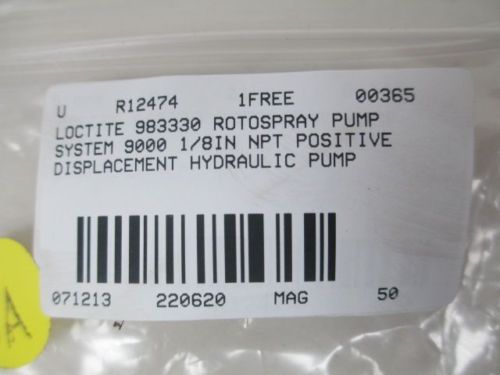 U R12474 1FREE 00365
LOCTITE 983330 ROTOSPRAY PUMP
SYSTEM 9000 1/8IN NPT POSITIVE
DISPLACEMENT HYDRAULIC PUMP
071213 220620 MAG 50
A